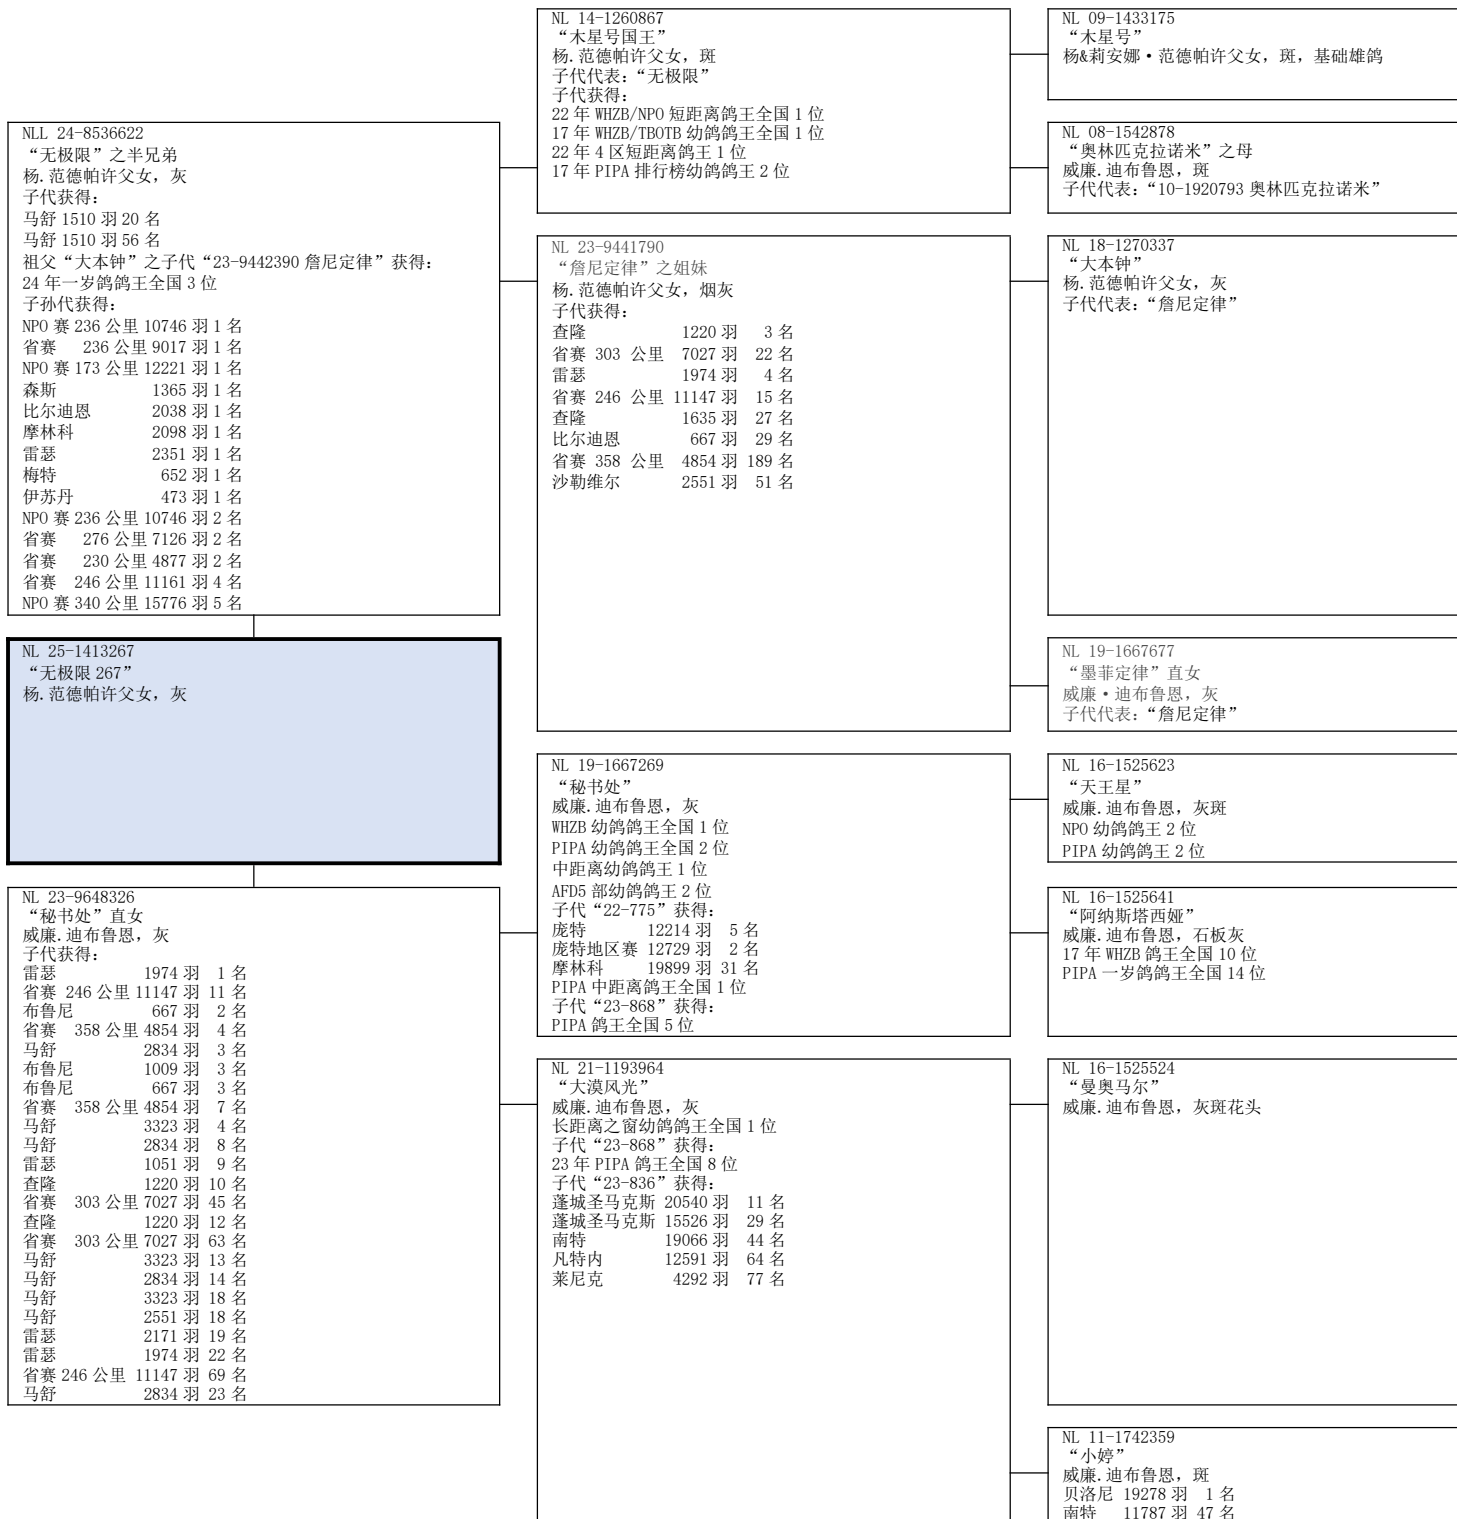 NLL 24-8536622
“无极限”之半兄弟
杨.范德帕许父女，灰
子代获得：
马舒 1510 羽 20 名
马舒 1510 羽 56 名
祖父“大本钟”之子代“23-9442390 詹尼定律”获得：
24 年一岁鸽鸽王全国 3 位
子孙代获得：
NPO 赛 236 公里 10746 羽 1 名
省赛 236 公里 9017 羽 1 名
NPO 赛 173 公里 12221 羽 1 名
森斯 1365 羽 1 名
比尔迪恩 2038 羽 1 名
摩林科 2098 羽 1 名
雷瑟 2351 羽 1 名
梅特 652 羽 1 名
伊苏丹 473 羽 1 名
NPO 赛 236 公里 10746 羽 2 名
省赛 276 公里 7126 羽 2 名
省赛 230 公里 4877 羽 2 名
省赛 246 公里 11161 羽 4 名
NPO 赛 340 公里 15776 羽 5 名
NL 25-1413267
“无极限 267”
杨.范德帕许父女，灰
NL 23-9648326
“秘书处”直女
威廉.迪布鲁恩，灰
子代获得：
雷瑟 1974 羽 1 名
省赛 246 公里 11147 羽 11 名
布鲁尼 667 羽 2 名
省赛 358 公里 4854 羽 4 名
马舒 2834 羽 3 名
布鲁尼 1009 羽 3 名
布鲁尼 667 羽 3 名
省赛 358 公里 4854 羽 7 名
马舒 3323 羽 4 名
马舒 2834 羽 8 名
雷瑟 1051 羽 9 名
查隆 1220 羽 10 名
省赛 303 公里 7027 羽 45 名
查隆 1220 羽 12 名
省赛 303 公里 7027 羽 63 名
马舒 3323 羽 13 名
马舒 2834 羽 14 名
马舒 3323 羽 18 名
马舒 2551 羽 18 名
雷瑟 2171 羽 19 名
雷瑟 1974 羽 22 名
省赛 246 公里 11147 羽 69 名
马舒 2834 羽 23 名
NL 14-1260867
“木星号国王”
杨.范德帕许父女，斑
子代代表：“无极限”
子代获得：
22 年 WHZB/NPO 短距离鸽王全国 1 位
17 年 WHZB/TBOTB 幼鸽鸽王全国 1 位
22 年 4 区短距离鸽王 1 位
17 年 PIPA 排行榜幼鸽鸽王 2 位
NL 23-9441790
“詹尼定律”之姐妹
杨.范德帕许父女，烟灰
子代获得：
查隆 1220 羽 3 名
省赛 303 公里 7027 羽 22 名
雷瑟 1974 羽 4 名
省赛 246 公里 11147 羽 15 名
查隆 1635 羽 27 名
比尔迪恩 667 羽 29 名
省赛 358 公里 4854 羽 189 名
沙勒维尔 2551 羽 51 名
NL 19-1667269
“秘书处”
威廉.迪布鲁恩，灰
WHZB 幼鸽鸽王全国 1 位
PIPA 幼鸽鸽王全国 2 位
中距离幼鸽鸽王 1 位
AFD5 部幼鸽鸽王 2 位
子代“22-775”获得：
庞特 12214 羽 5 名
庞特地区赛 12729 羽 2 名
摩林科 19899 羽 31 名
PIPA 中距离鸽王全国 1 位
子代“23-868”获得：
PIPA 鸽王全国 5 位
NL 21-1193964
“大漠风光”
威廉.迪布鲁恩，灰
长距离之窗幼鸽鸽王全国 1 位
子代“23-868”获得：
23 年 PIPA 鸽王全国 8 位
子代“23-836”获得：
蓬城圣马克斯 20540 羽 11 名
蓬城圣马克斯 15526 羽 29 名
南特 19066 羽 44 名
凡特内 12591 羽 64 名
莱尼克 4292 羽 77 名
NL 09-1433175
“木星号”
杨&莉安娜·范德帕许父女，斑，基础雄鸽
NL 08-1542878
“奥林匹克拉诺米”之母
威廉.迪布鲁恩，斑
子代代表：“10-1920793 奥林匹克拉诺米”
NL 18-1270337
“大本钟”
杨.范德帕许父女，灰
子代代表：“詹尼定律”
NL 19-1667677
“墨菲定律”直女
威廉·迪布鲁恩，灰
子代代表：“詹尼定律”
NL 16-1525623
“天王星”
威廉.迪布鲁恩，灰斑
NPO 幼鸽鸽王 2 位
PIPA 幼鸽鸽王 2 位
NL 16-1525641
“阿纳斯塔西娅”
威廉.迪布鲁恩，石板灰
17 年 WHZB 鸽王全国 10 位
PIPA 一岁鸽鸽王全国 14 位
NL 16-1525524
“曼奥马尔”
威廉.迪布鲁恩，灰斑花头
NL 11-1742359
“小婷”
威廉.迪布鲁恩，斑
贝洛尼 19278 羽 1 名
南特 11787 羽 47 名